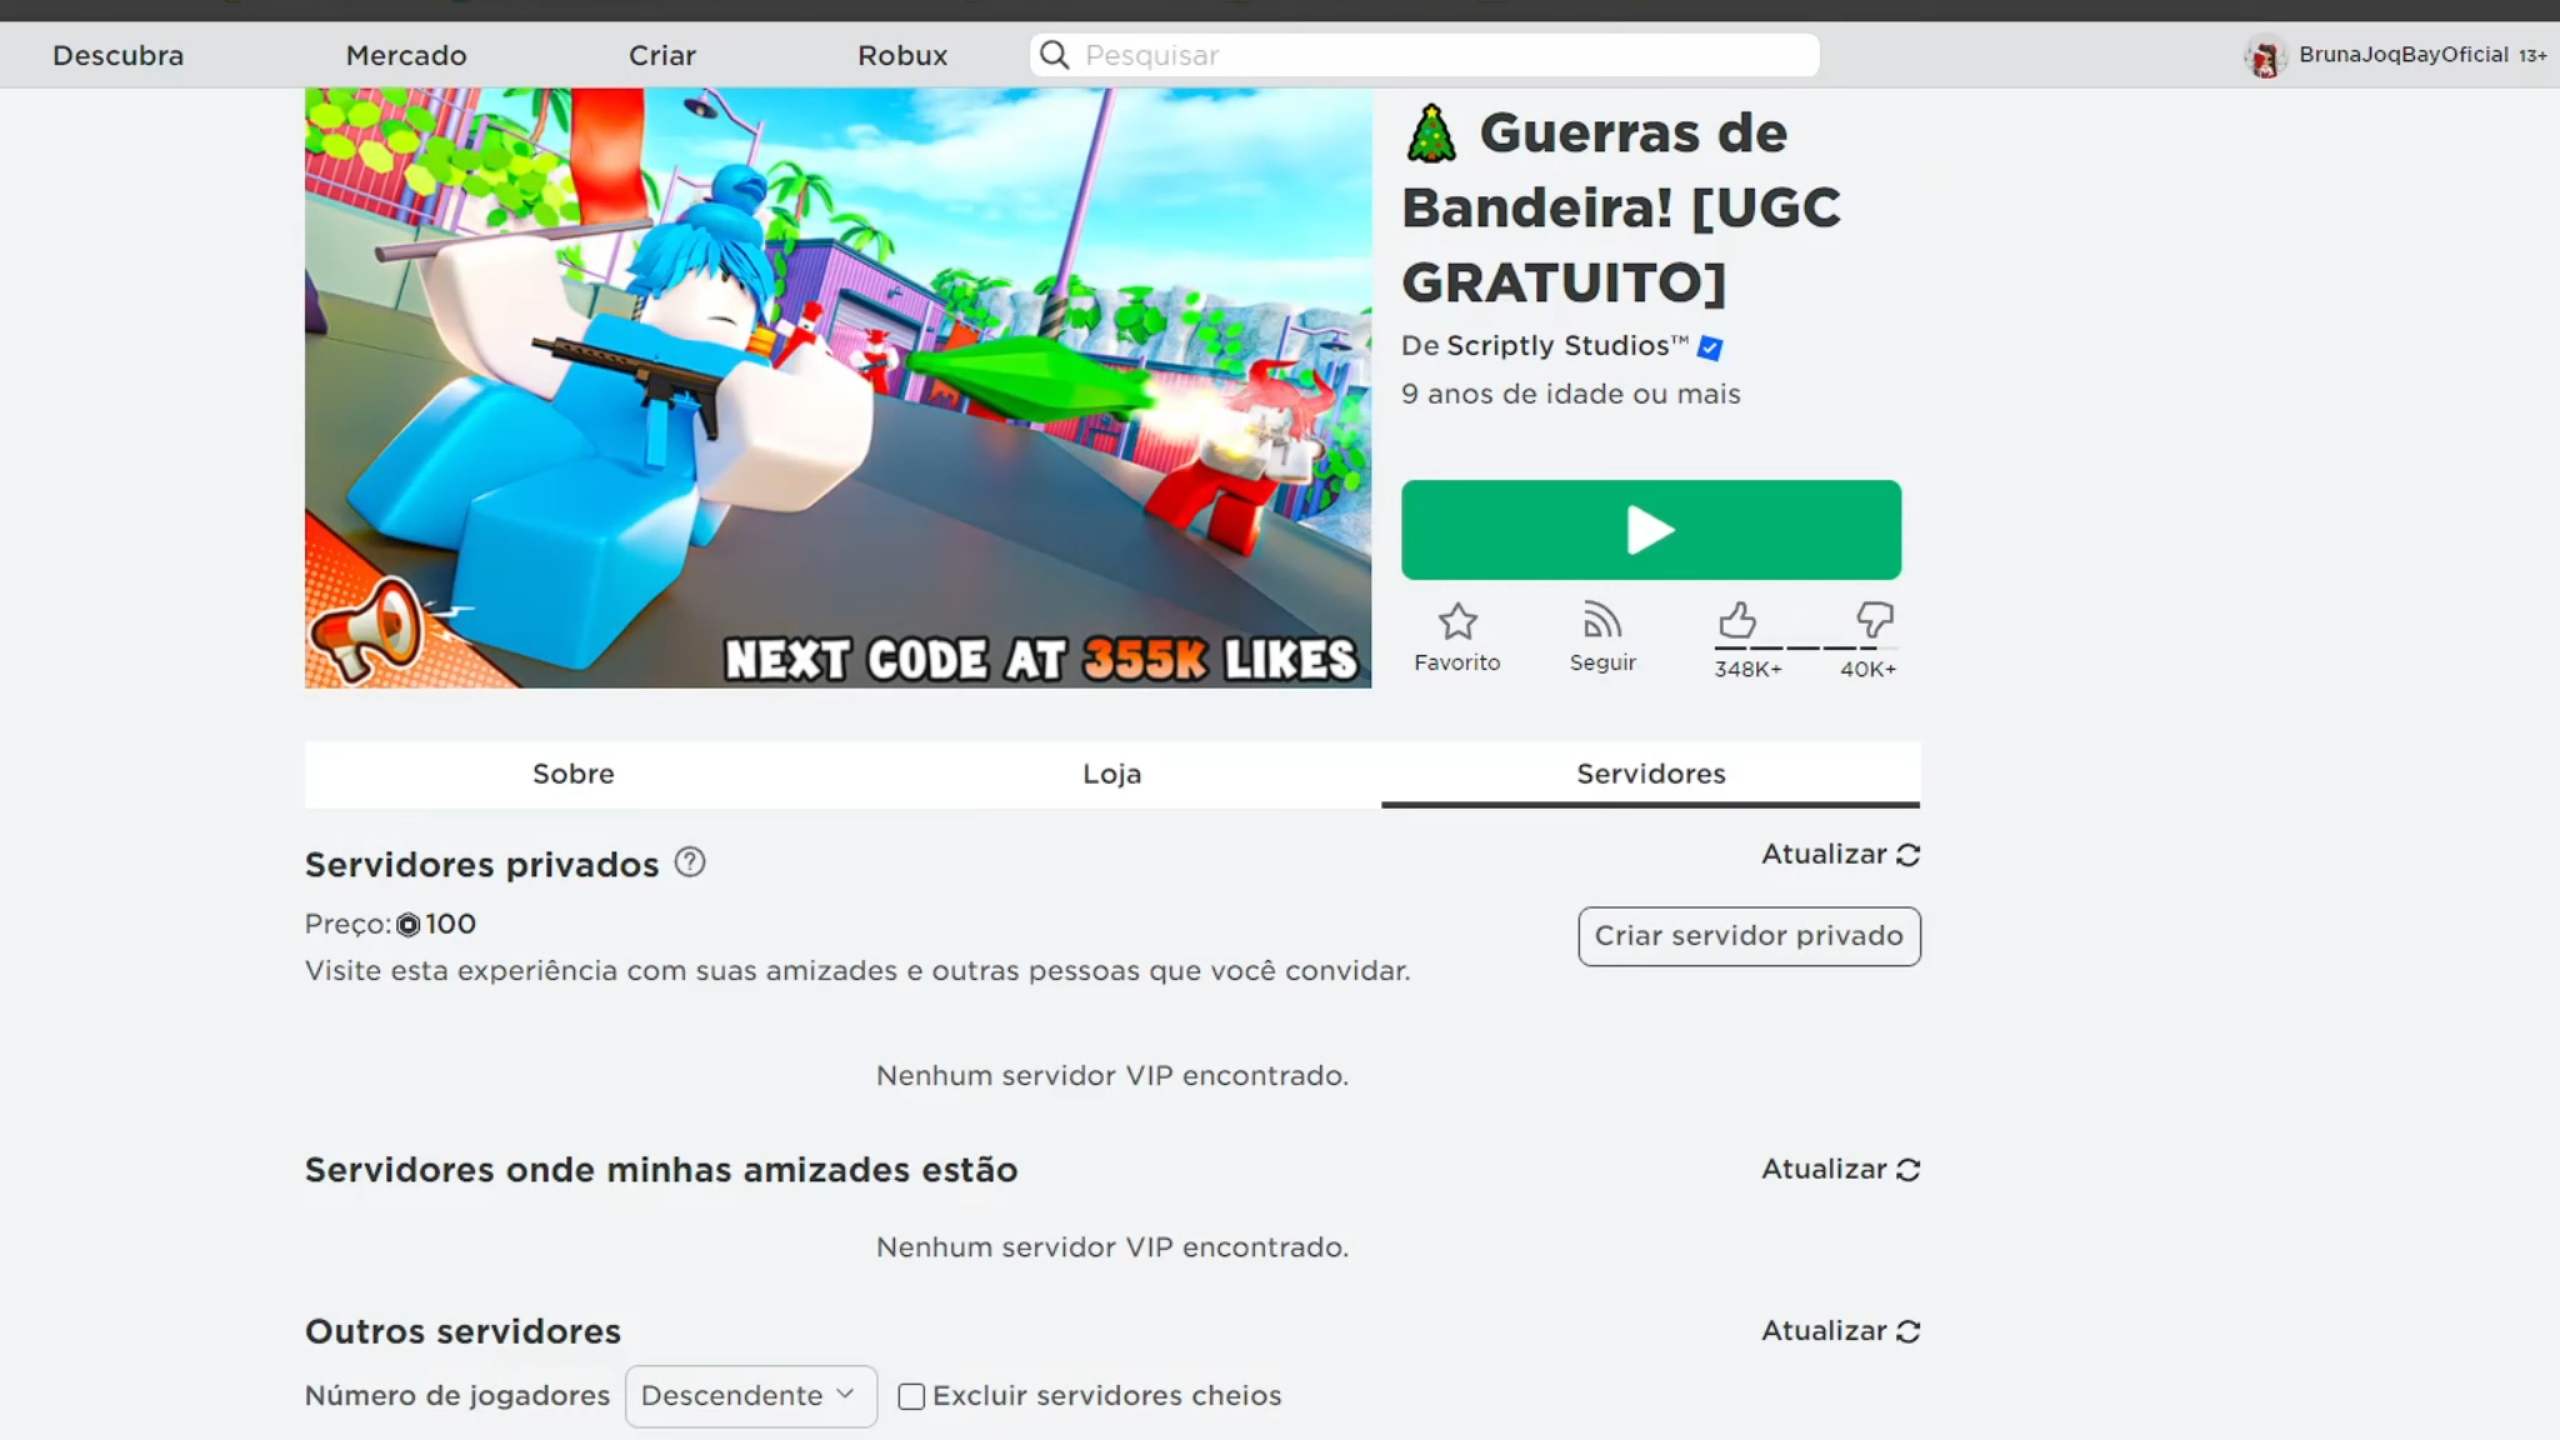 Descubra
Mercado
Criar
Robux
Pesquisar
BrunaJoqBayOficial 13+
NEXT CODE AT 355K LIKES
🎄 Guerras de
Bandeira! [UGC
GRATUITO]
De Scriptly Studios™
9 anos de idade ou mais
Favorito
Seguir
348K+
40K+
Sobre
Loja
Servidores
Servidores privados
Atualizar
Preço: 100
Criar servidor privado
Visite esta experiência com suas amizades e outras pessoas que você convidar.
Nenhum servidor VIP encontrado.
Servidores onde minhas amizades estão
Atualizar
Nenhum servidor VIP encontrado.
Outros servidores
Atualizar
Número de jogadores
Descendente
Excluir servidores cheios